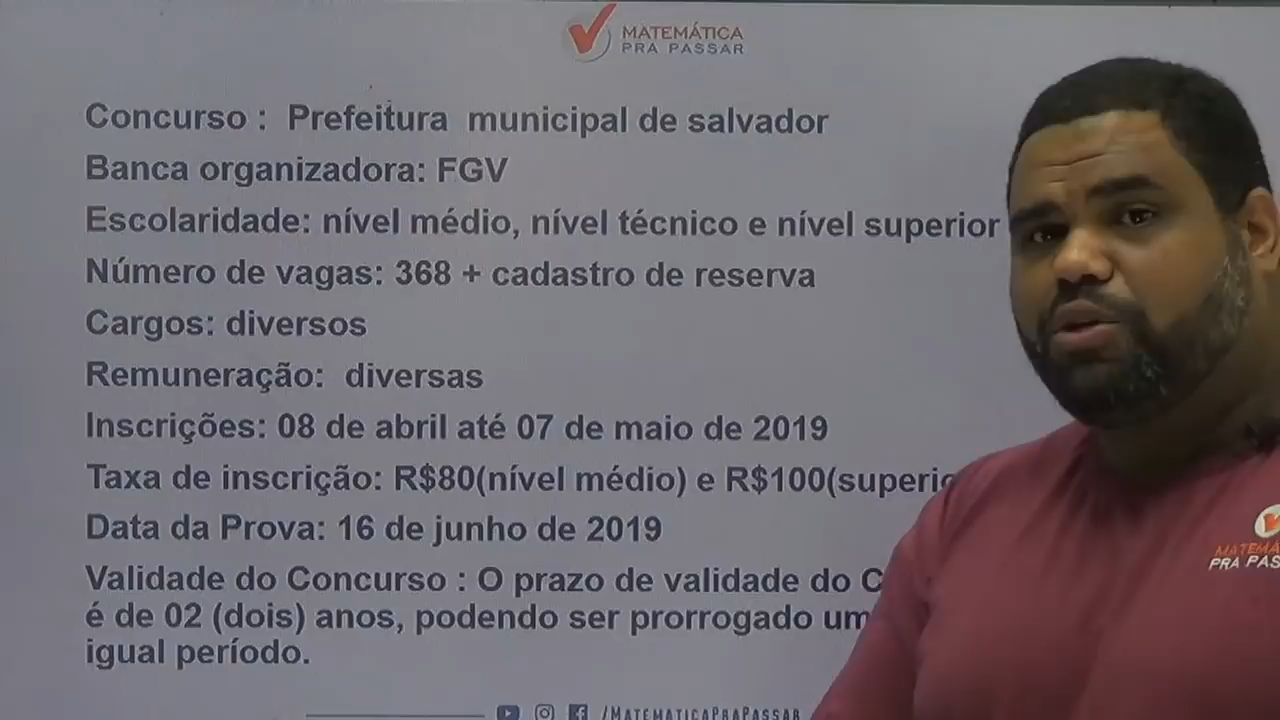 MATEMÁTICA
PRA PASSAR
Concurso : Prefeitura municipal de salvador
Banca organizadora: FGV
Escolaridade: nível médio, nível técnico e nível superior
Número de vagas: 368 + cadastro de reserva
Cargos: diversos
Remuneração: diversas
Inscrições: 08 de abril até 07 de maio de 2019
Taxa de inscrição: R$80(nível médio) e R$100(superio
Data da Prova: 16 de junho de 2019
Validade do Concurso : O prazo de validade do C
é de 02 (dois) anos, podendo ser prorrogado um
igual período.
/MATEMATICAPRAPASSAR
MATEMÁ
PRA PAS